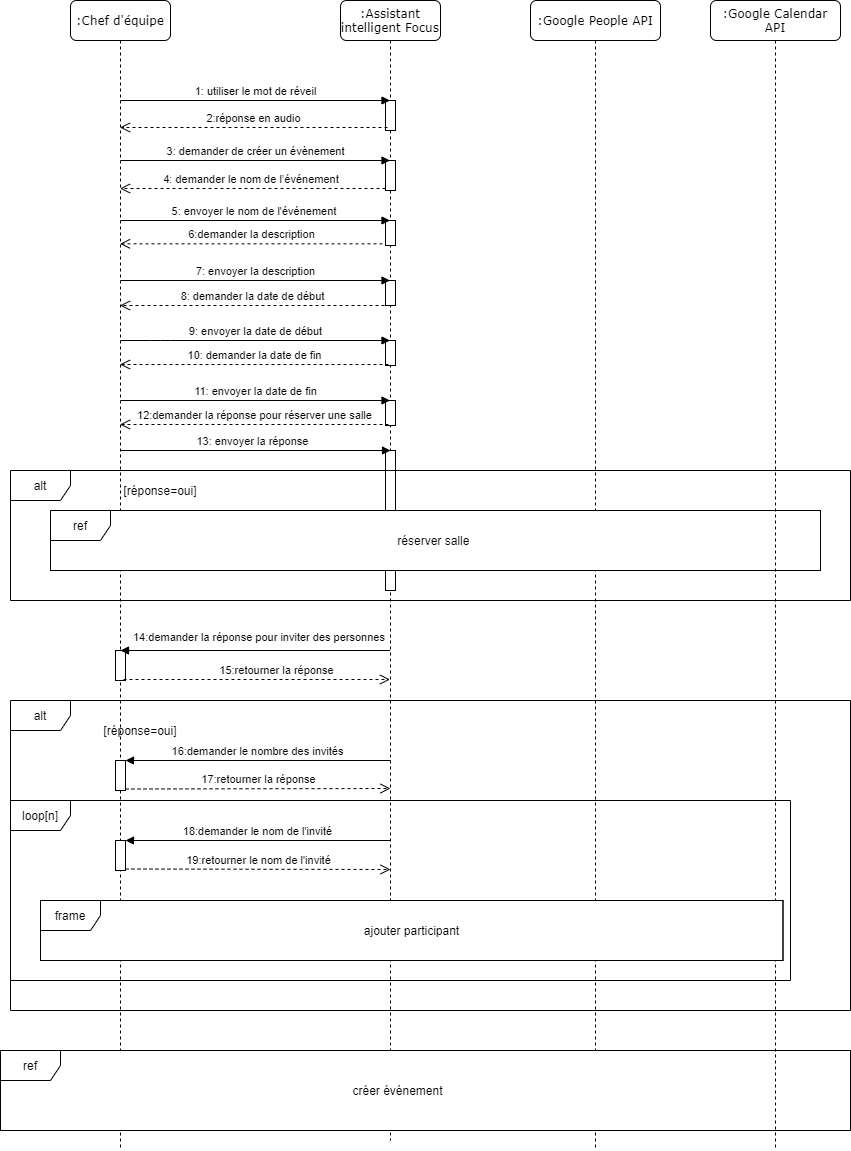 :Chef d'équipe
:Assistant
intelligent Focus
:Google People API
:Google Calendar
API
1: utiliser le mot de réveil
2:réponse en audio
3: demander de créer un évènement
4: demander le nom de l'événement
5: envoyer le nom de l'événement
6:demander la description
7: envoyer la description
8: demander la date de début
9: envoyer la date de début
10: demander la date de fin
11: envoyer la date de fin
12:demander la réponse pour réserver une salle
13: envoyer la réponse
alt
[réponse=oui]
ref
réserver salle
14:demander la réponse pour inviter des personnes
15:retourner la réponse
alt
[réponse=oui]
16:demander le nombre des invités
17:retourner la réponse
loop[n]
18:demander le nom de l'invité
19:retourner le nom de l'invité
frame
ajouter participant
ref
créer événement